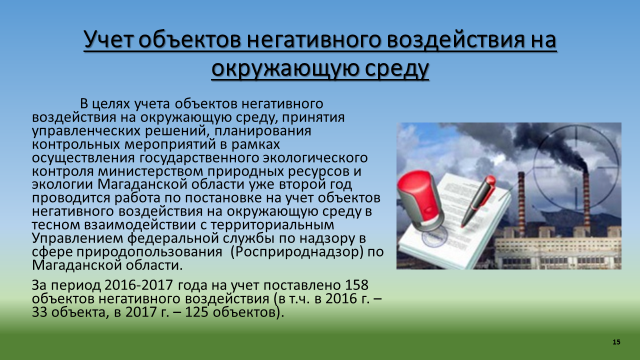 Учет объектов негативного воздействия на
окружающую среду
В целях учета объектов негативного
воздействия на окружающую среду, принятия
управленческих решений, планирования
контрольных мероприятий в рамках
осуществления государственного экологического
контроля министерством природных ресурсов и
экологии Магаданской области уже второй год
проводится работа по постановке на учет объектов
негативного воздействия на окружающую среду в
тесном взаимодействии с территориальным
Управлением федеральной службы по надзору в
сфере природопользования (Росприроднадзор) по
Магаданской области.
За период 2016-2017 года на учет поставлено 158
объектов негативного воздействия (в т.ч. в 2016 г. –
33 объекта, в 2017 г. – 125 объектов).
15